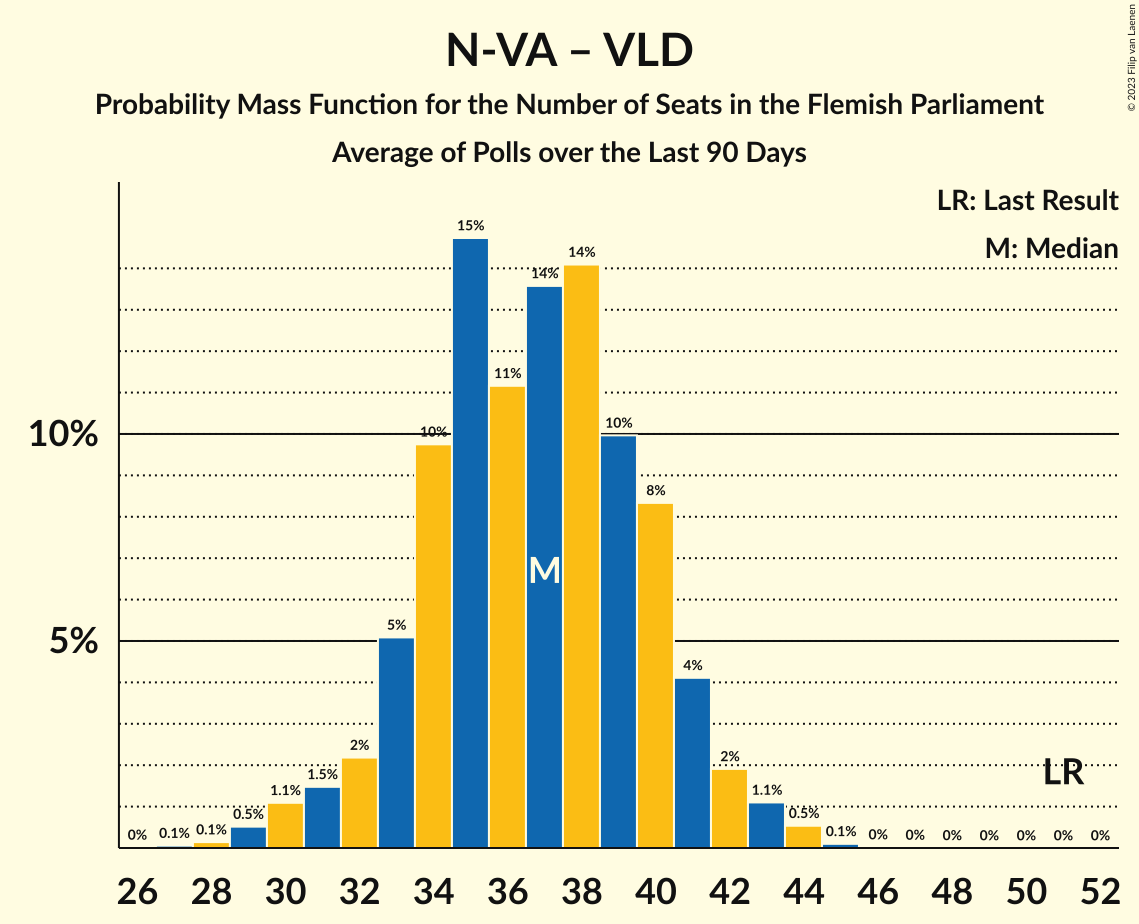 N-VA – VLD
Probability Mass Function for the Number of Seats in the Flemish Parliament
Average of Polls over the Last 90 Days
© 2023 Filip van Laenen
LR: Last Result
M: Median
10%
5%
0% 0.1% 0.1% 0.5% 1.1% 1.5% 2% 5% 10% 15% 11% 14% 14% 10% 8% 4% 2% 1.1% 0.5% 0.1% 0% 0% 0% 0% 0% 0% 0%
M
LR
26 28 30 32 34 36 38 40 42 44 46 48 50 52